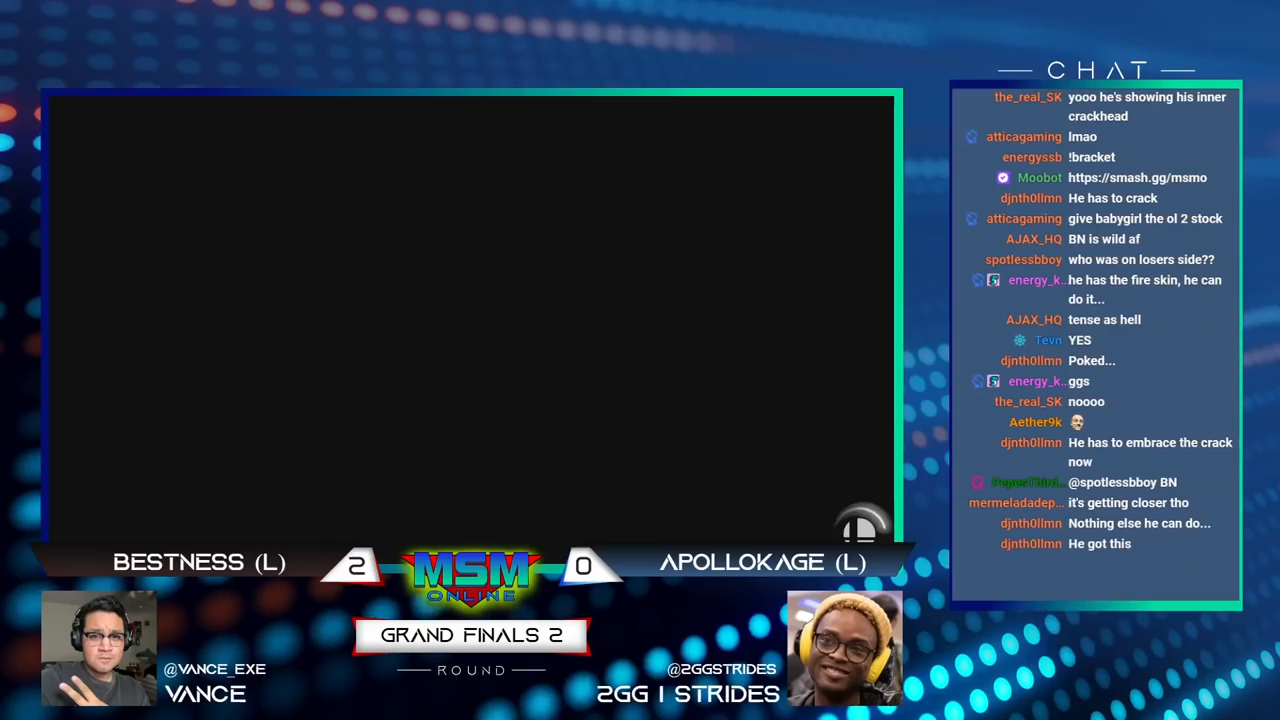 CHAT
the_real_SK yooo he's showing his inner
crackhead
atticagaming lmao
energyssb !bracket
Moobot https://smash.gg/msmo
djnth0llmn He has to crack
atticagaming give babygirl the ol 2 stock
AJAX_HQ BN is wild af
spotlessbboy who was on losers side??
energy_k... he has the fire skin, he can
do it...
AJAX_HQ tense as hell
Tevn YES
djnth0llmn Poked...
energy_k... ggs
the_real_SK noooo
Aether9k
djnth0llmn He has to embrace the crack
now
PepesThird... @spotlessbboy BN
mermeladadep... it's getting closer tho
djnth0llmn Nothing else he can do...
djnth0llmn He got this
BESTNESS (L) 2 MSM 0 APOLLOKAGE (L)
ONLINE
GRAND FINALS 2
ROUND
@VANCE_EXE
VANCE
@2GGSTRIDES
2GG | STRIDES